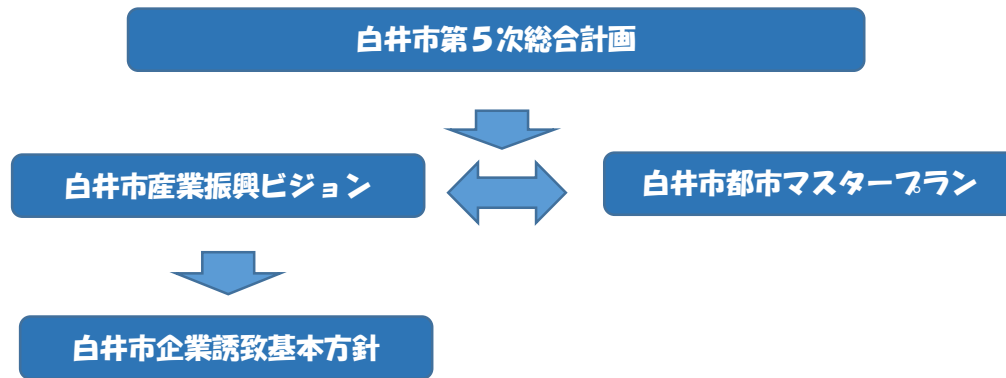 白井市第５次総合計画
白井市産業振興ビジョン
白井市都市マスタープラン
白井市企業誘致基本方針